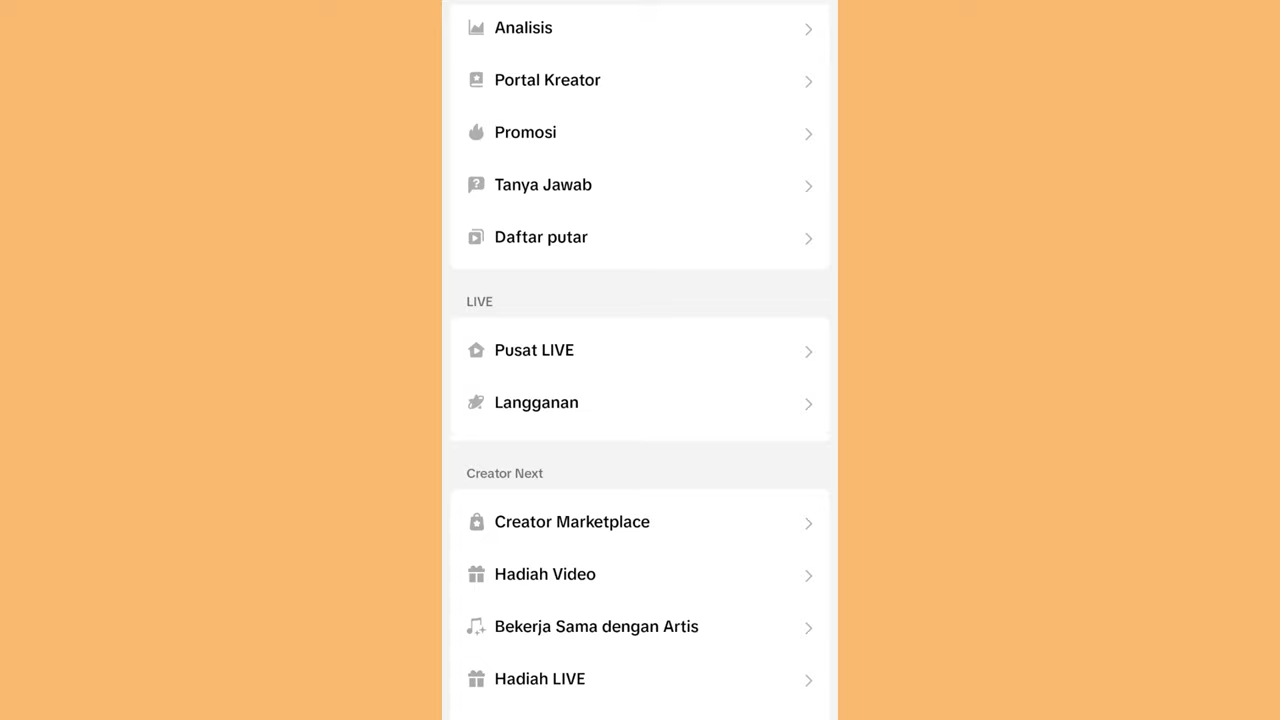 Analisis
Portal Kreator
Promosi
Tanya Jawab
Daftar putar
LIVE
Pusat LIVE
Langganan
Creator Next
Creator Marketplace
Hadiah Video
Bekerja Sama dengan Artis
Hadiah LIVE